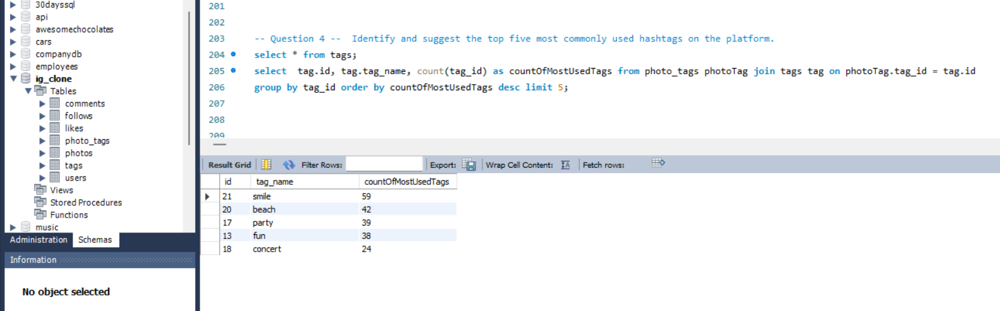 30dayssql
api
awesomechocolates
cars
companydb
employees
ig_clone
Tables
comments
follows
likes
photo_tags
photos
tags
users
Views
Stored Procedures
Functions
music
Administration Schemas
Information
No object selected
201
202
203 -- Question 4 --  Identify and suggest the top five most commonly used hashtags on the platform.
204 select * from tags;
205 select  tag.id, tag.tag_name, count(tag_id) as countOfMostUsedTags from photo_tags photoTag join tags tag on photoTag.tag_id = tag.id
206 group by tag_id order by countOfMostUsedTags desc limit 5;
207
208
209
Result Grid Filter Rows: Export: Wrap Cell Content: IA Fetch rows:
id tag_name countOfMostUsedTags
21 smile 59
20 beach 42
17 party 39
13 fun 38
18 concert 24